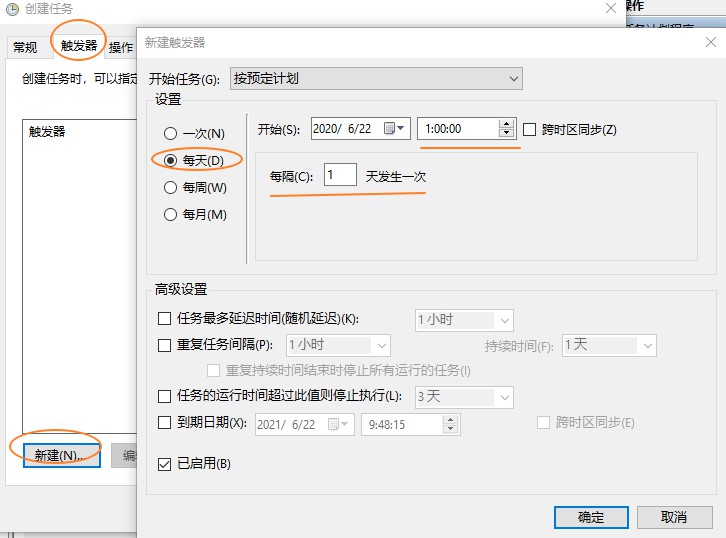 创建任务
操作
常规
触发器
操作
创建任务时，可以指定
触发器
新建(N)...
新建触发器
开始任务(G):
按预定计划
设置
一次(N)
每天(D)
每周(W)
每月(M)
开始(S):
2020/ 6/22
1:00:00
跨时区同步(Z)
每隔(C):
1
天发生一次
高级设置
任务最多延迟时间(随机延迟)(K):
1 小时
重复任务间隔(P):
1 小时
持续时间(F):
1 天
重复持续时间结束时停止所有运行的任务(I)
任务的运行时间超过此值则停止执行(L):
3 天
到期日期(X):
2021/ 6/22
9:48:15
跨时区同步(E)
已启用(B)
确定
取消